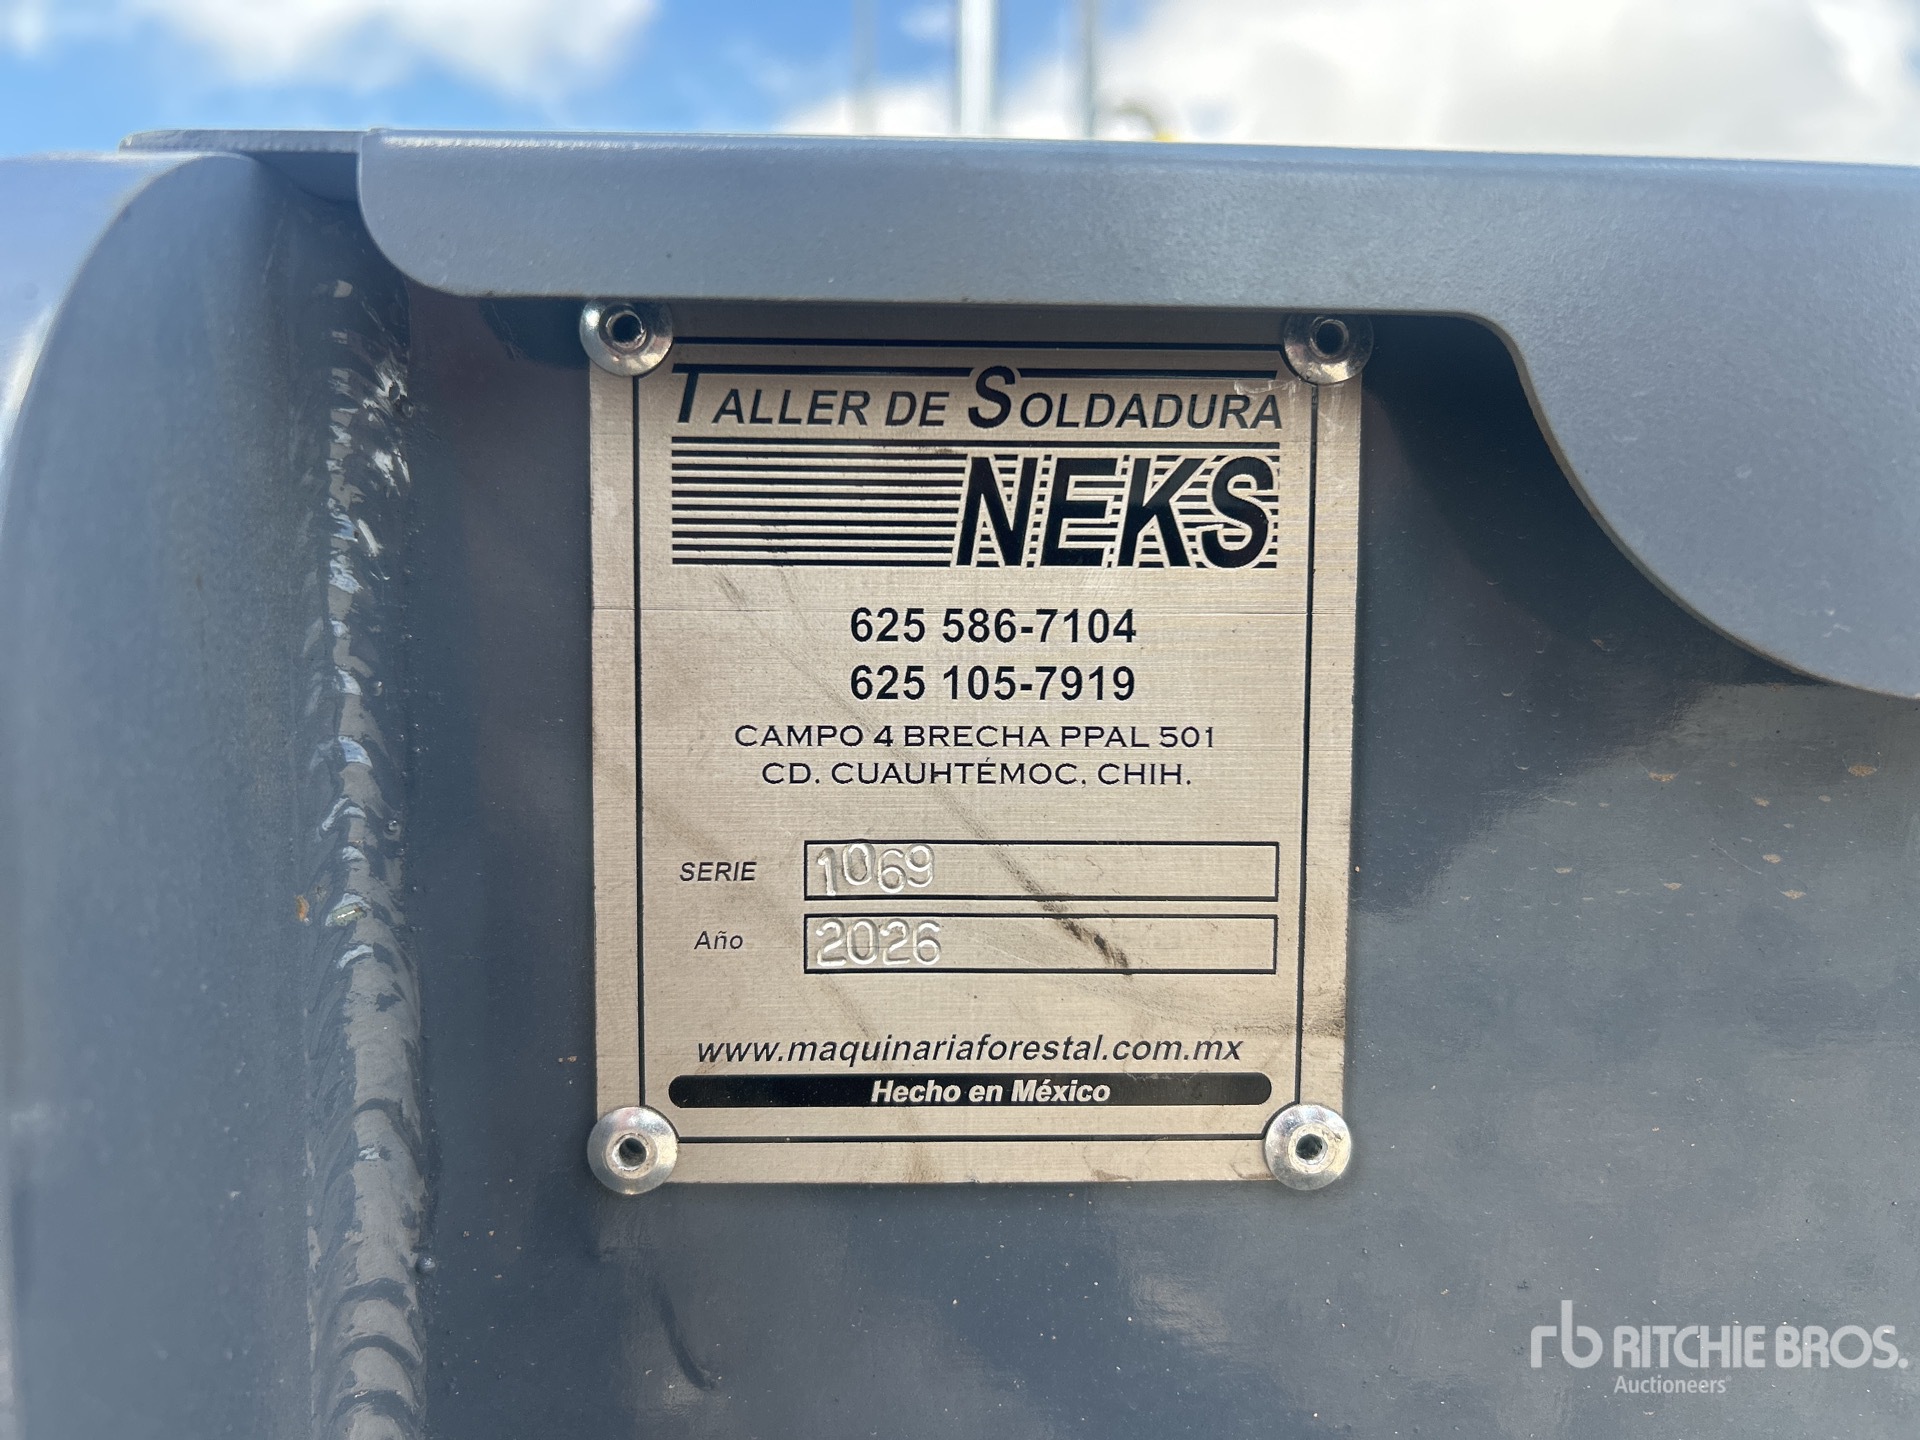 TALLER DE SOLDADURA
NEKS
625 586-7104
625 105-7919
CAMPO 4 BRECHA PPAL 501
CD. CUAUHTÉMOC, CHIH.
SERIE 1069
Año 2026
www.maquinariaforestal.com.mx
Hecho en México
rb RITCHIE BROS.
Auctioneers